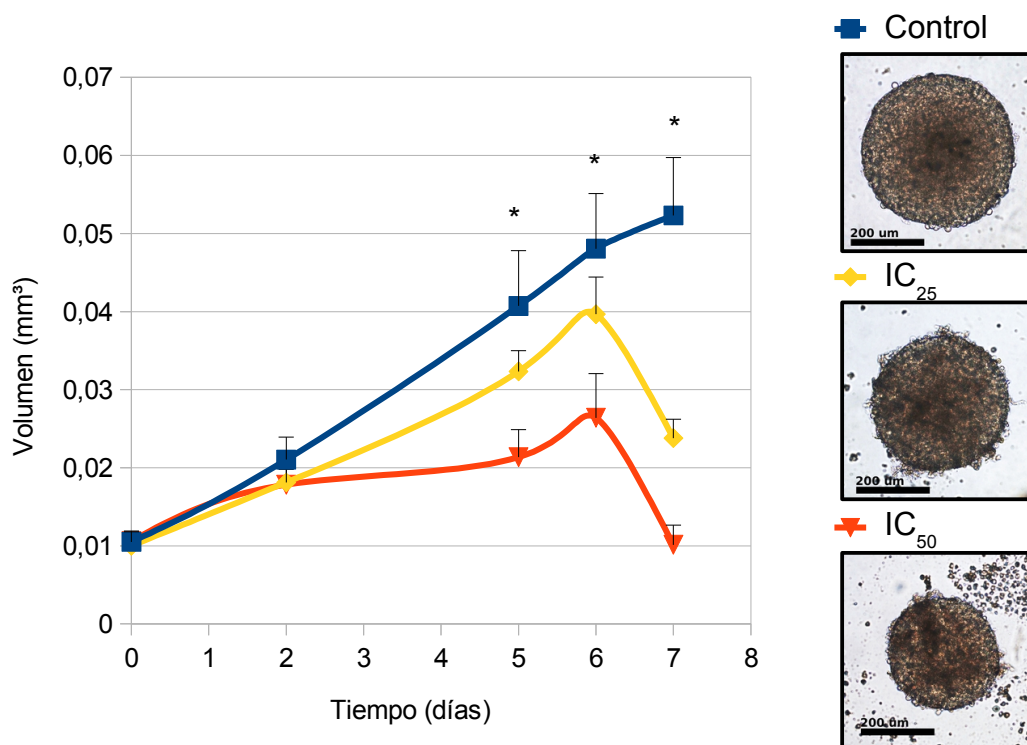 Control
200 um
IC25
200 um
IC50
200 um
0,07
0,06
0,05
0,04
0,03
0,02
0,01
0
Volumen (mm³)
* * *
0 1 2 3 4 5 6 7 8
Tiempo (días)